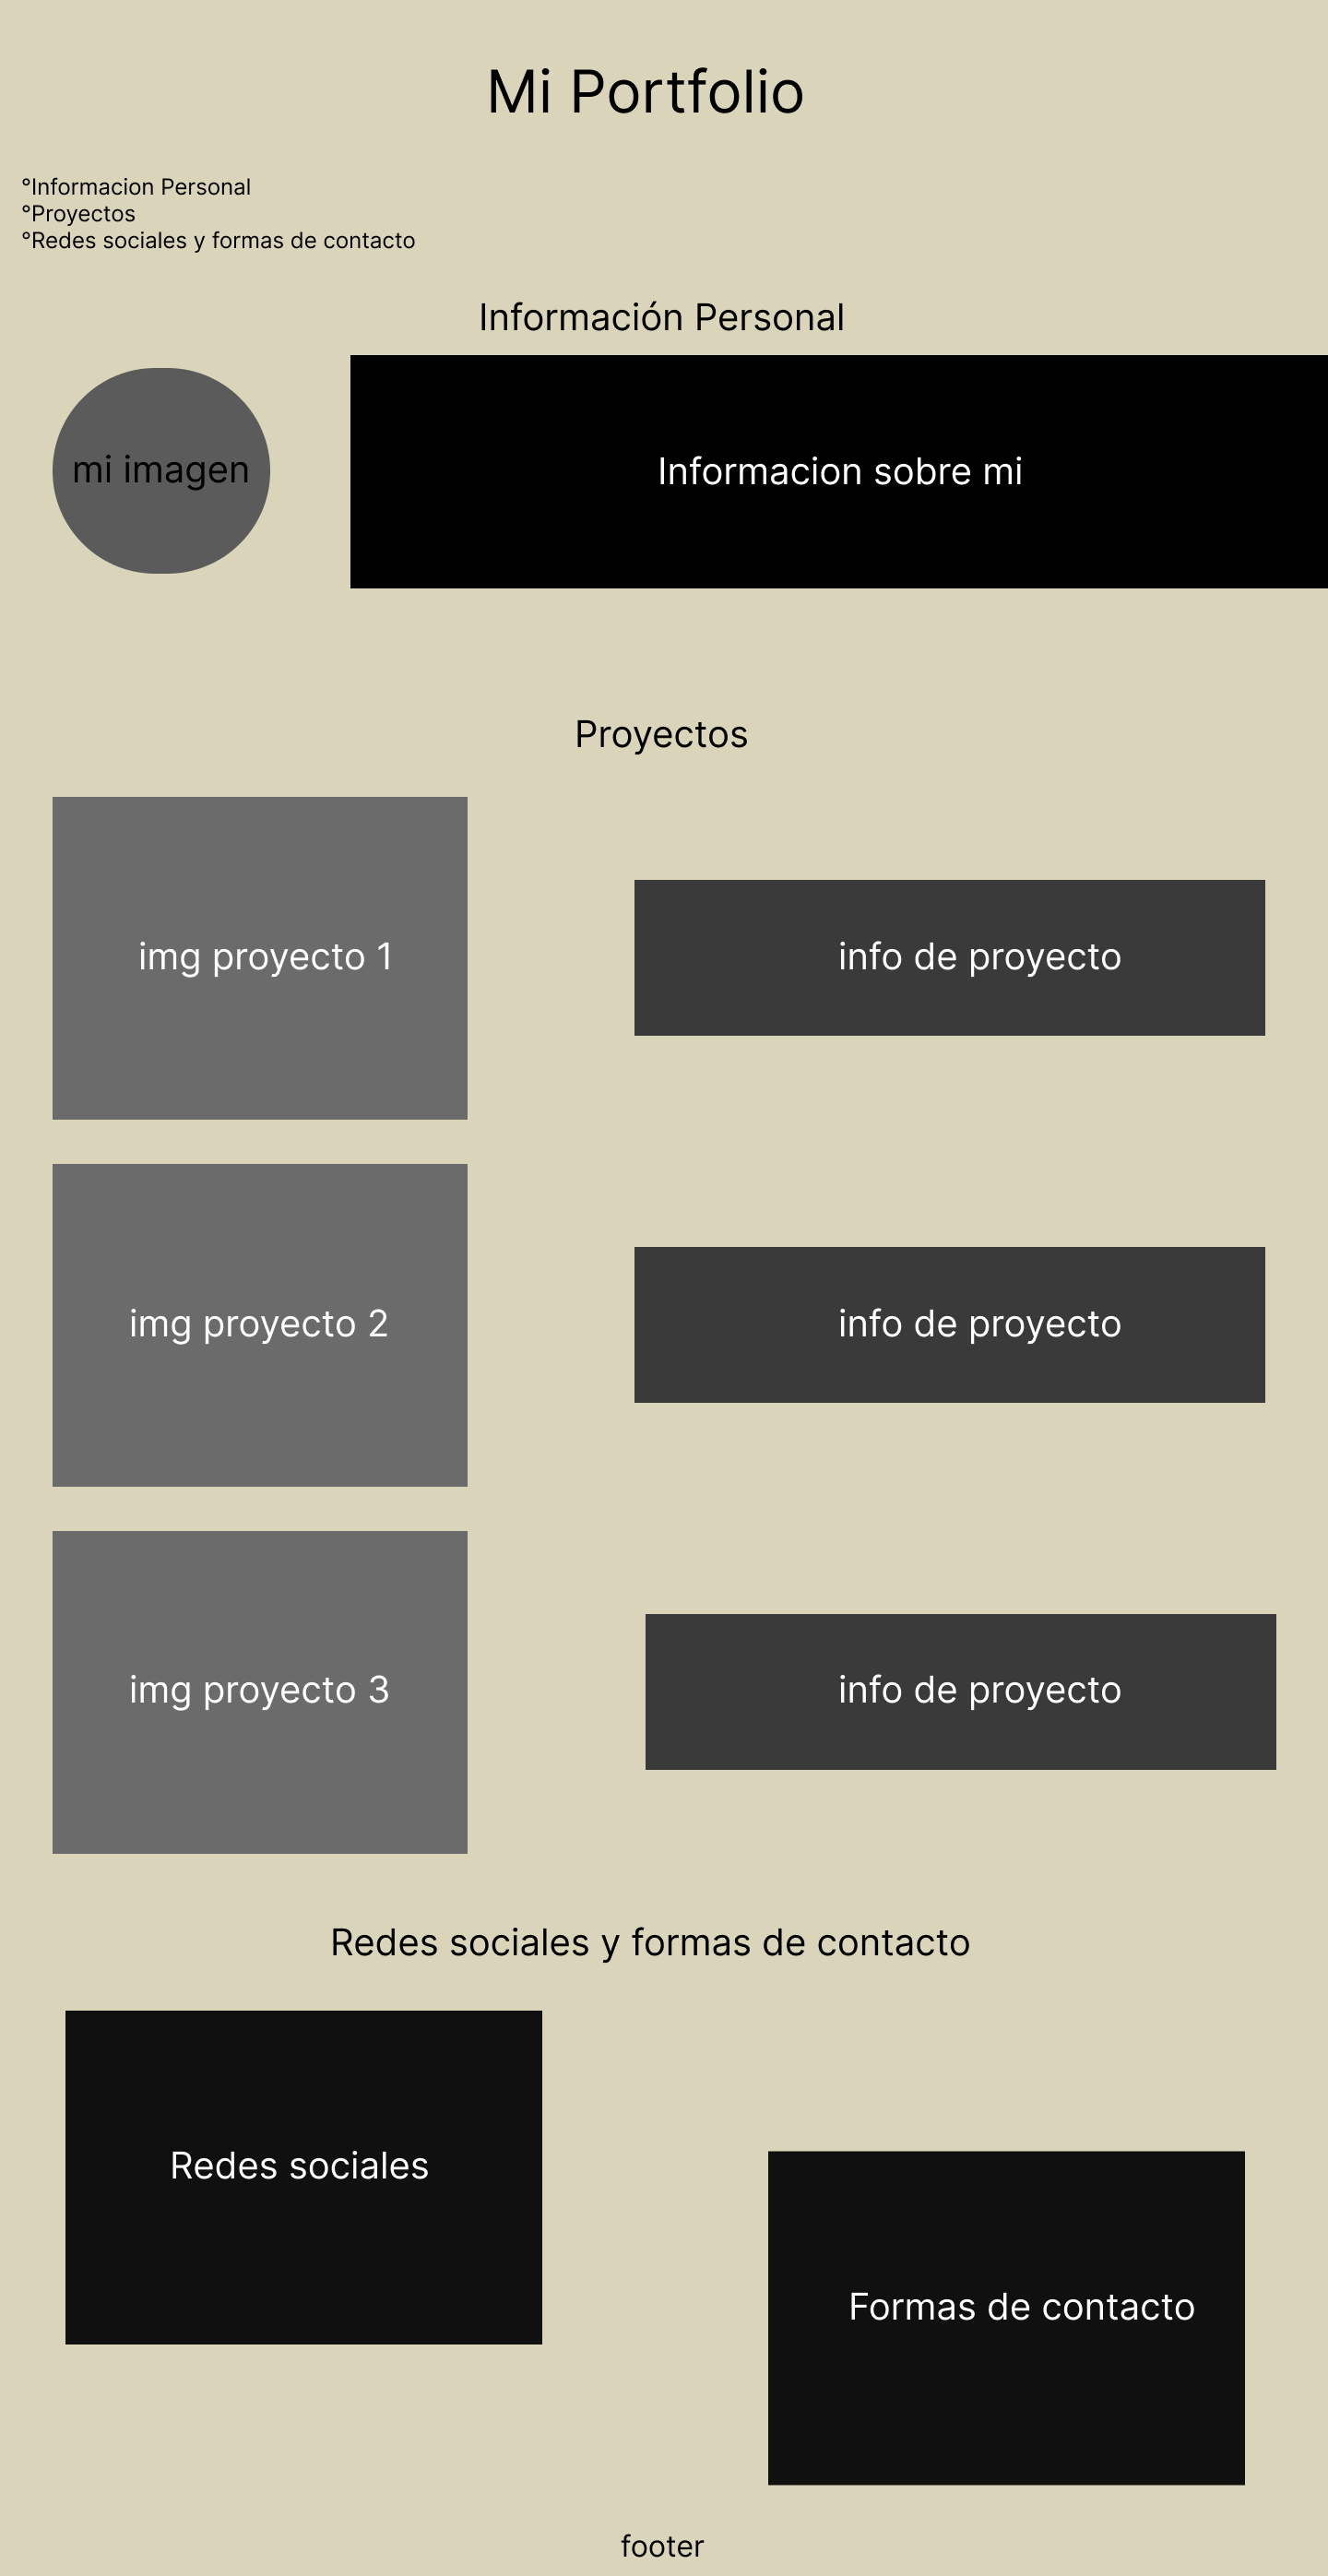 Mi Portfolio
°Informacion Personal
°Proyectos
°Redes sociales y formas de contacto
Información Personal
mi imagen
Informacion sobre mi
Proyectos
img proyecto 1
info de proyecto
img proyecto 2
info de proyecto
img proyecto 3
info de proyecto
Redes sociales y formas de contacto
Redes sociales
Formas de contacto
footer